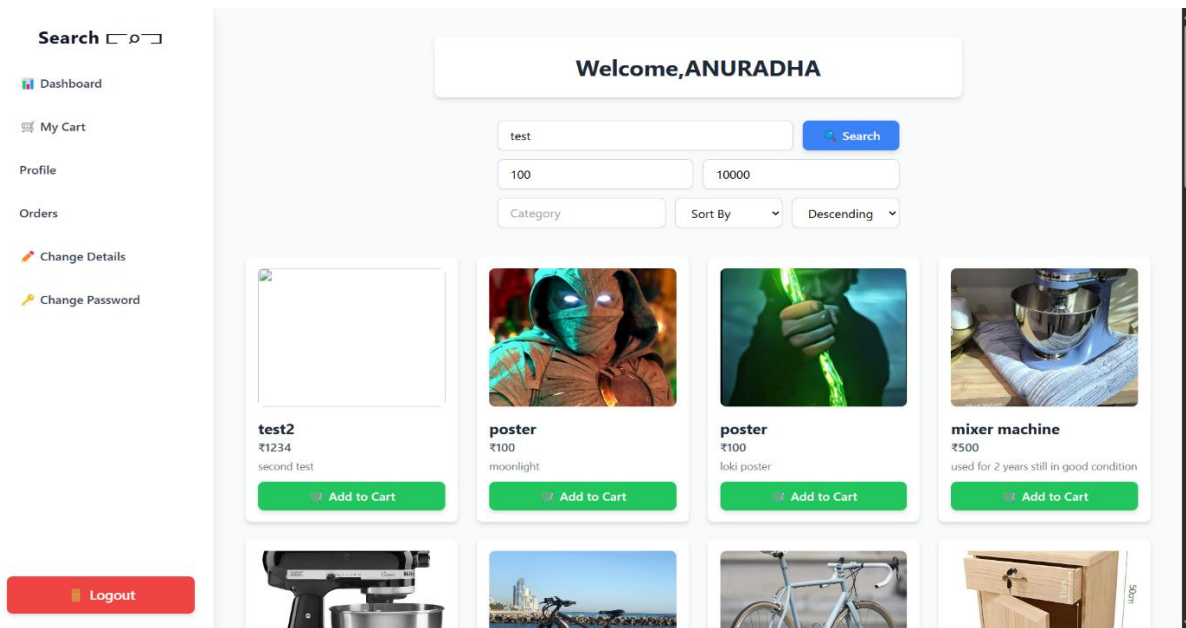 Search
📊 Dashboard
🛒 My Cart
Profile
Orders
✏️ Change Details
🔑 Change Password
Logout
Welcome,ANURADHA
test
🔍 Search
100
10000
Category
Sort By
Descending
test2
₹1234
second test
🛒 Add to Cart
poster
₹100
moonlight
🛒 Add to Cart
poster
₹100
loki poster
🛒 Add to Cart
mixer machine
₹500
used for 2 years still in good condition
🛒 Add to Cart
50cm